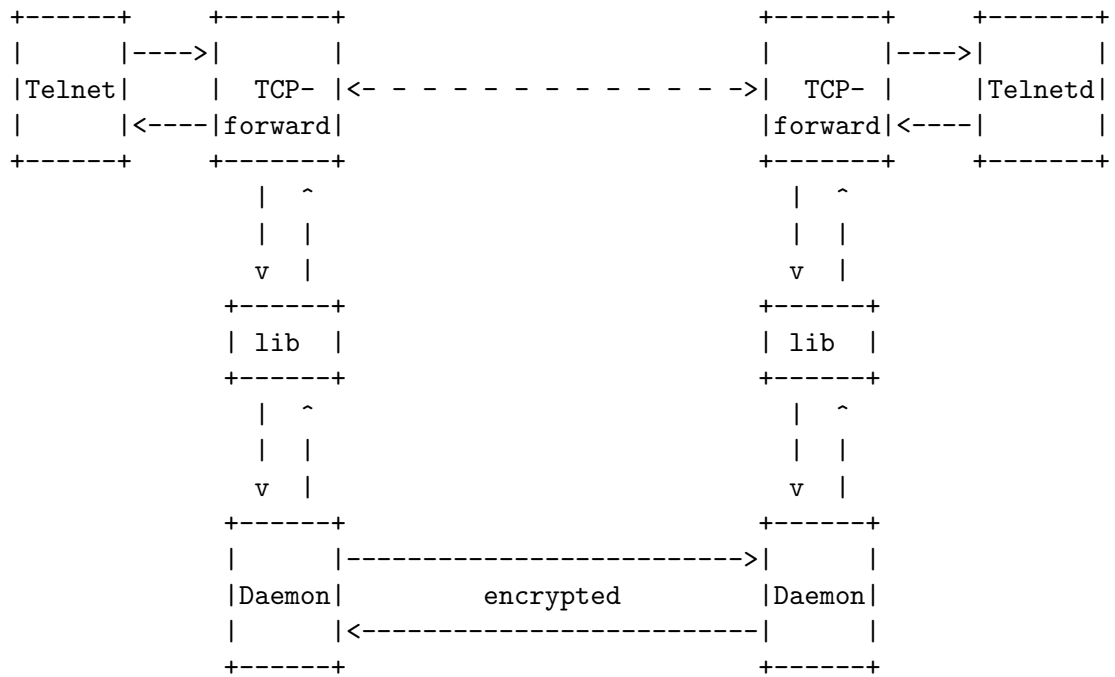 Telnet TCP- TCP- Telnetd
forward forward
lib lib
Daemon encrypted Daemon